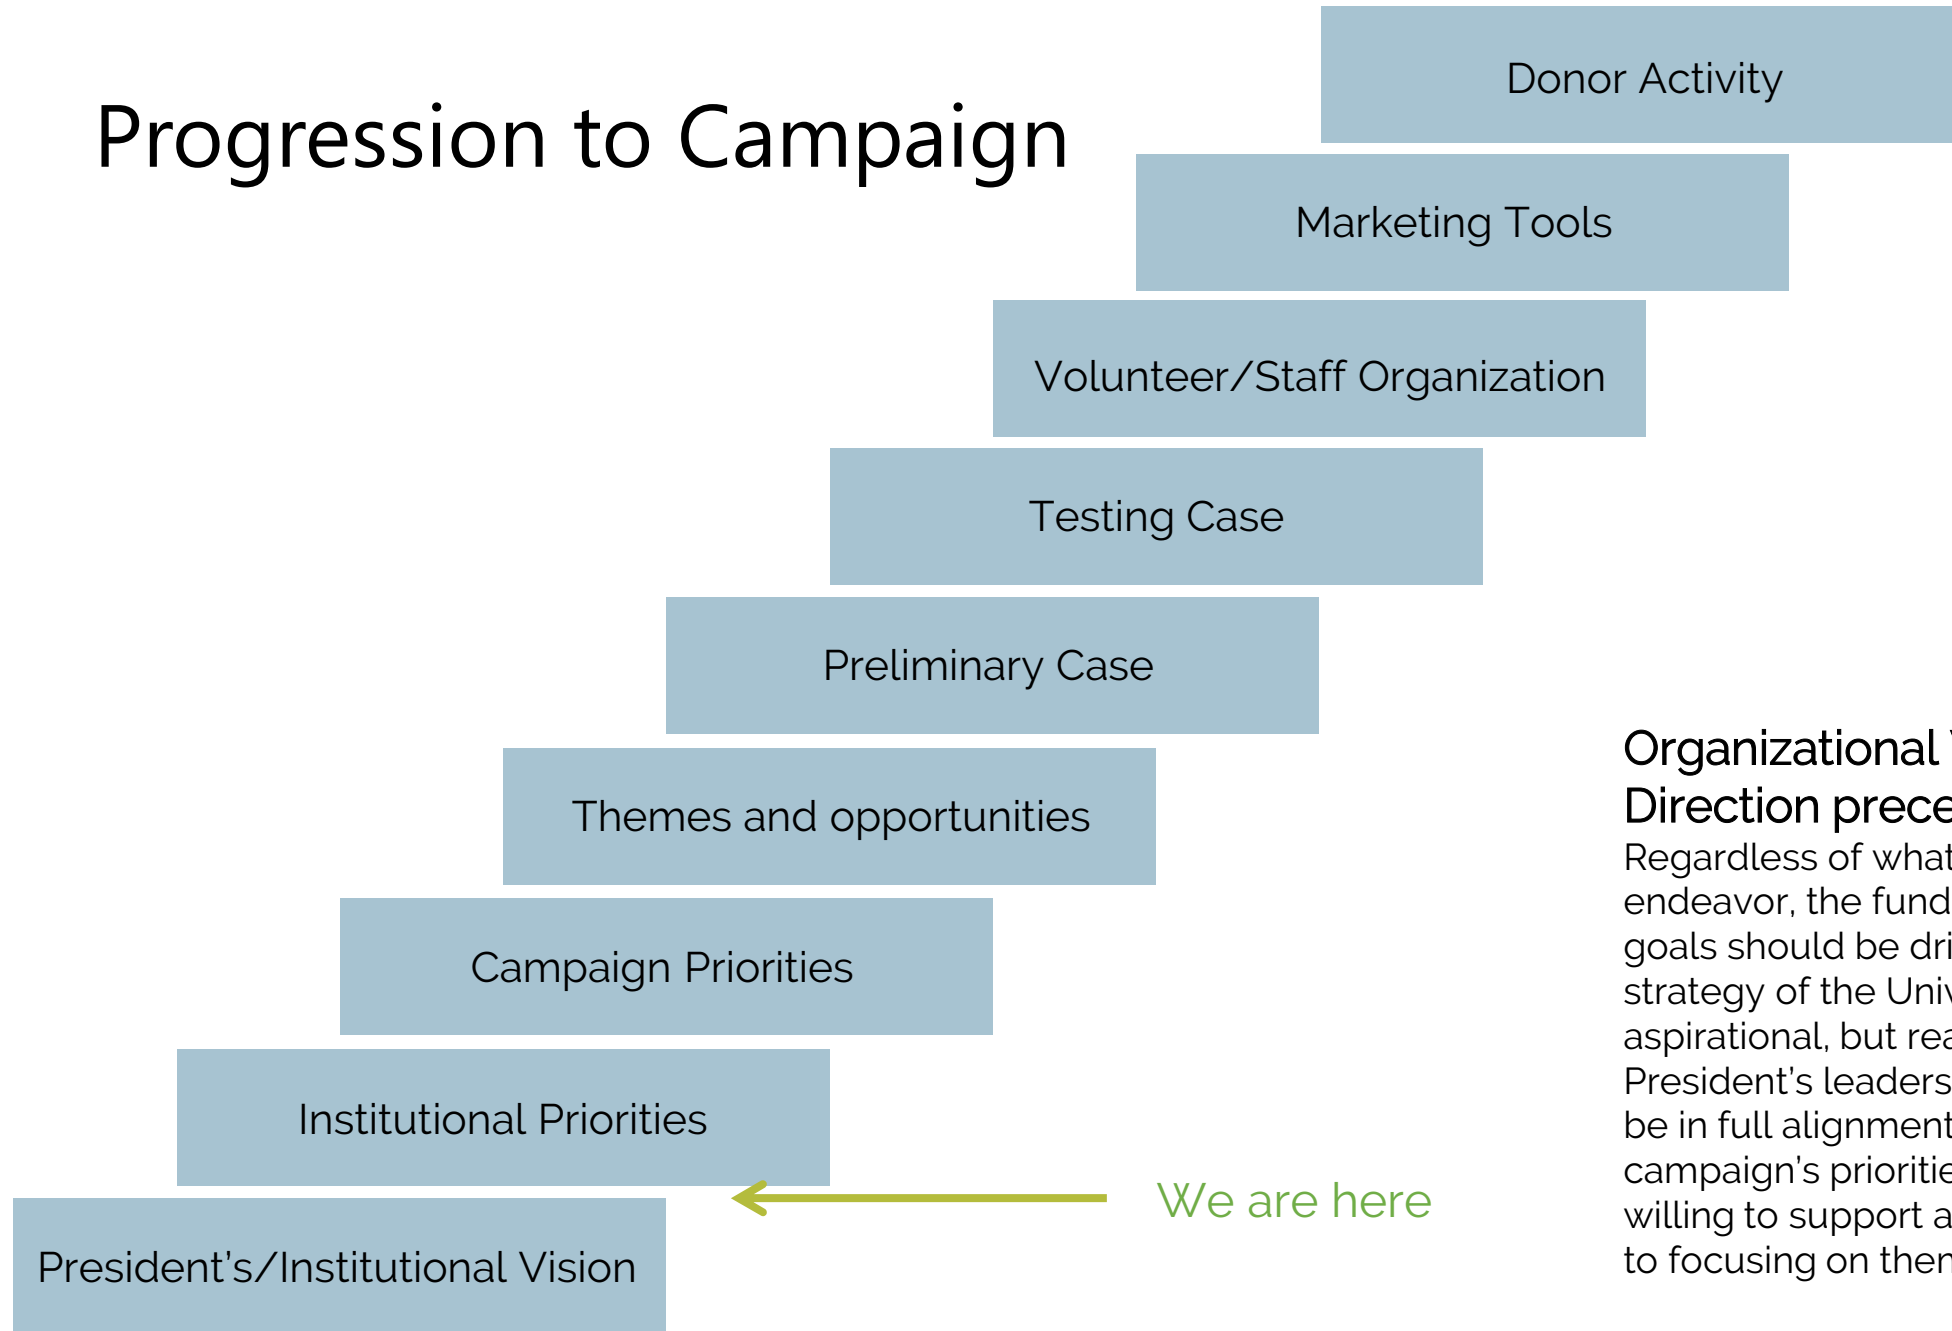 Progression to Campaign
Donor Activity
Marketing Tools
Volunteer/Staff Organization
Testing Case
Preliminary Case
Themes and opportunities
Campaign Priorities
Institutional Priorities
President's/Institutional Vision
We are here
Organizational
Direction
Regardless of what
endeavor, the
goals should be
strategy of the
aspirational, but
President's
be in full alignment
campaign's
willing to support
to focusing on